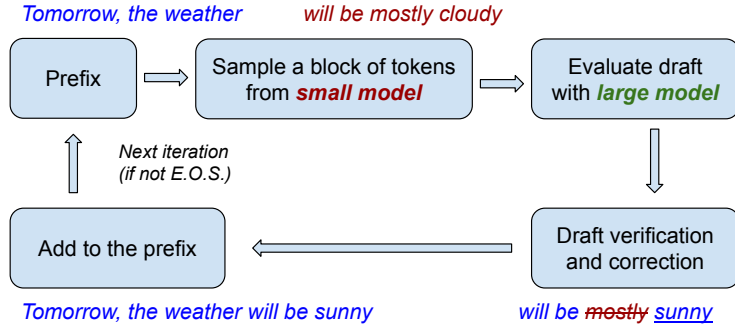 Tomorrow, the weather
will be mostly cloudy
Prefix
Sample a block of tokens
from small model
Evaluate draft
with large model
Next iteration
(if not E.O.S.)
Add to the prefix
Draft verification
and correction
Tomorrow, the weather will be sunny
will be mostly sunny